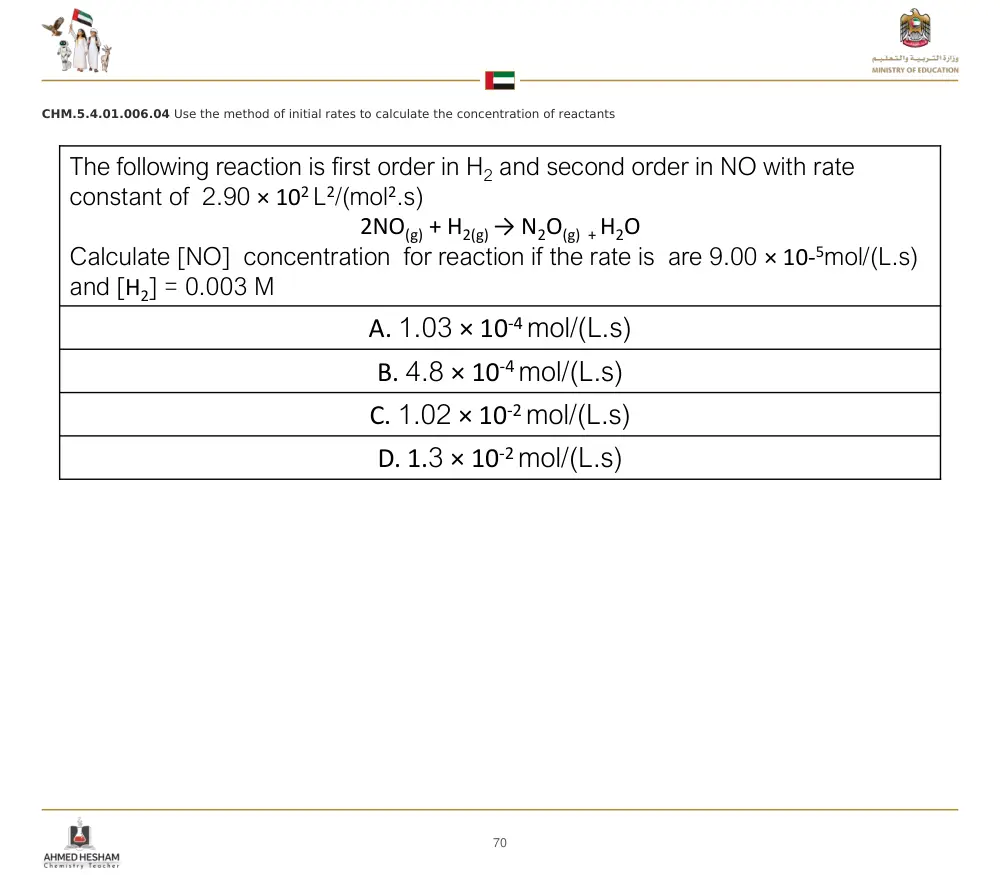 وزارة التربية والتعليم
MINISTRY OF EDUCATION
CHM.5.4.01.006.04 Use the method of initial rates to calculate the concentration of reactants
The following reaction is first order in H₂ and second order in NO with rate
constant of 2.90 × 10² L²/(mol².s)
2NO(g) + H₂(g) → N₂O(g) + H₂O
Calculate [NO] concentration for reaction if the rate is are 9.00 × 10-⁵mol/(L.s)
and [H₂] = 0.003 M
A. 1.03 × 10⁻⁴ mol/(L.s)
B. 4.8 × 10⁻⁴ mol/(L.s)
C. 1.02 × 10⁻² mol/(L.s)
D. 1.3 × 10⁻² mol/(L.s)
AHMED HESHAM
Chemistry Teacher
70